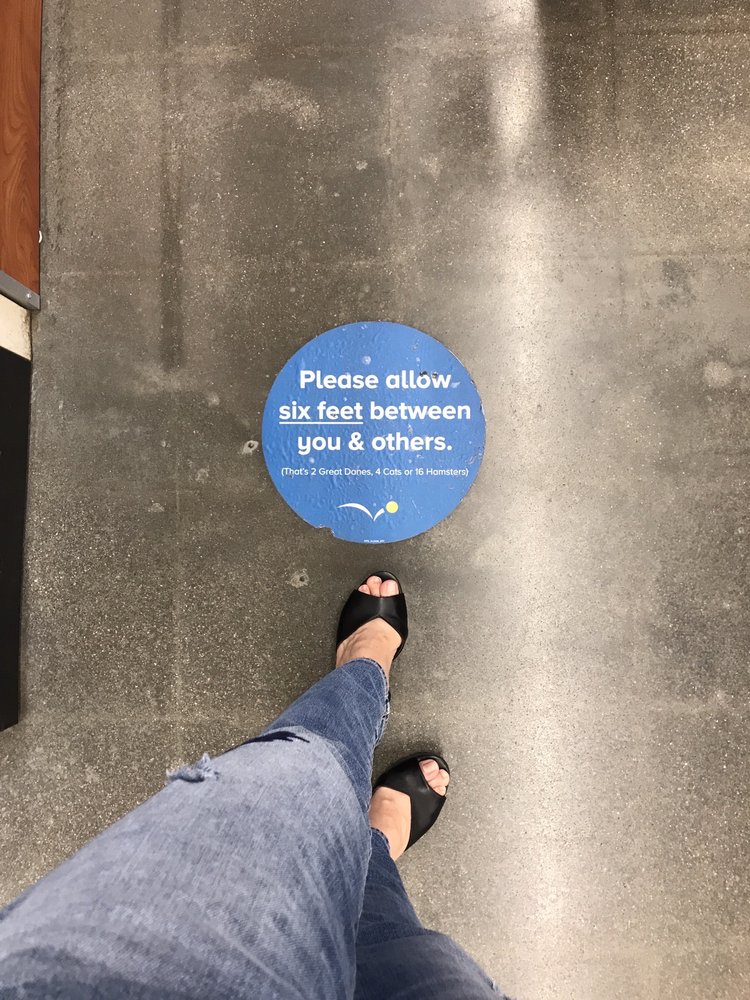 Please allow
six feet between
you & others.
(That's 2 Great Danes, 4 Cats or 16 Hamsters)